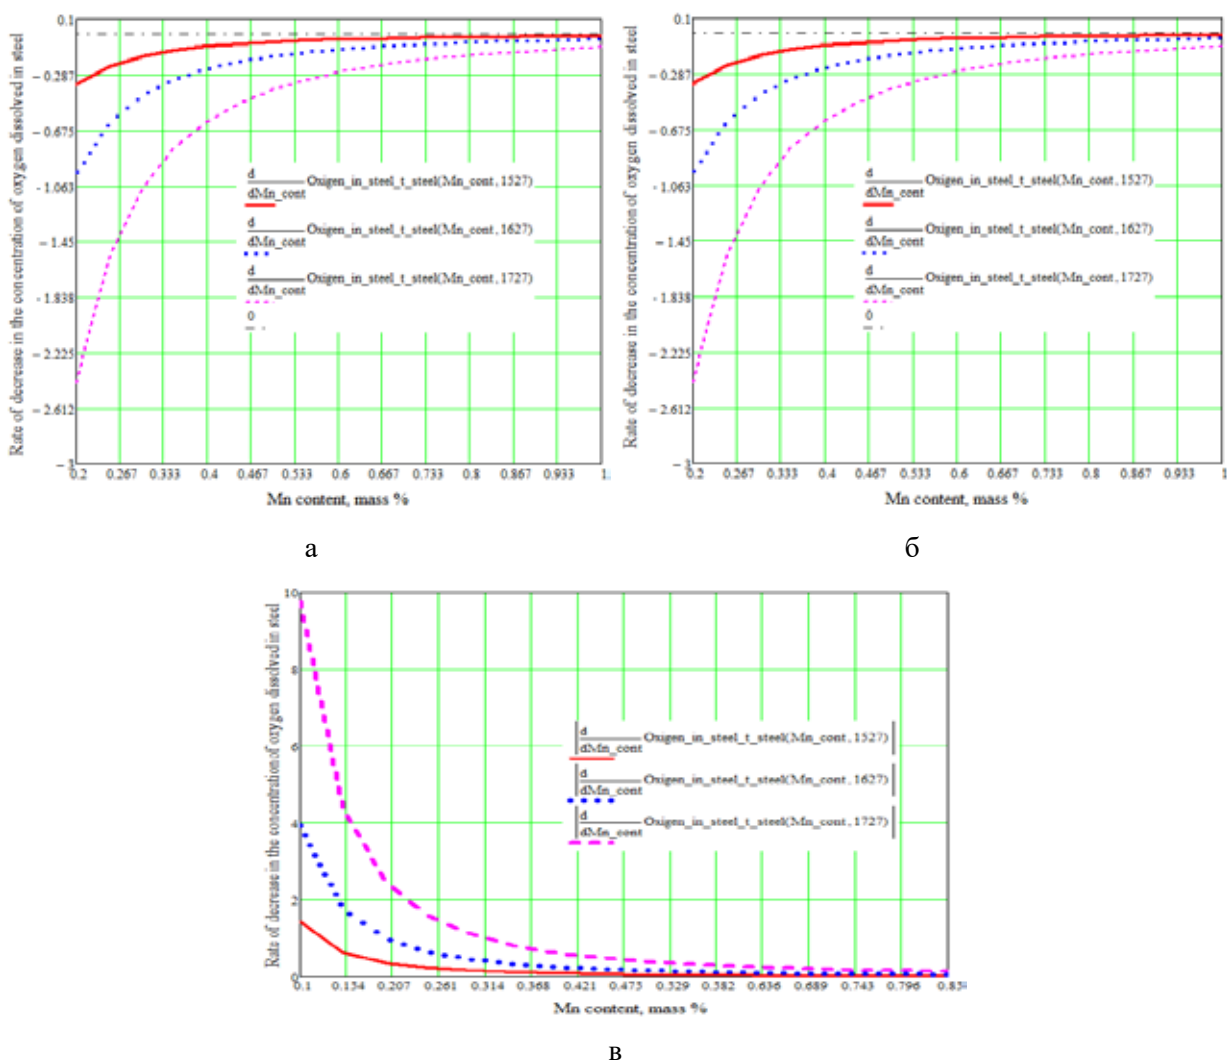 Rate of decrease in the concentration of oxygen dissolved in steel
0.1
−0.287
−0.675
-1.063
−1.45
−1.838
−2.225
−2.612
−3
d
dMn_cont
Oxigen_in_steel_t_steel(Mn_cont, 1527)
d
dMn_cont
Oxigen_in_steel_t_steel(Mn_cont, 1627)
d
dMn_cont
Oxigen_in_steel_t_steel(Mn_cont, 1727)
0
0.2 0.267 0.333 0.4 0.467 0.533 0.6 0.667 0.733 0.8 0.867 0.933 1.
Mn content, mass %
а
Rate of decrease in the concentration of oxygen dissolved in steel
0.1
−0.287
−0.675
-1.063
−1.45
−1.838
−2.225
−2.612
−3
d
dMn_cont
Oxigen_in_steel_t_steel(Mn_cont, 1527)
d
dMn_cont
Oxigen_in_steel_t_steel(Mn_cont, 1627)
d
dMn_cont
Oxigen_in_steel_t_steel(Mn_cont, 1727)
0
0.2 0.267 0.333 0.4 0.467 0.533 0.6 0.667 0.733 0.8 0.867 0.933 1
Mn content, mass %
б
Rate of decrease in the concentration of oxygen dissolved in steel
10
8
6
4
2
0
d
dMn_cont
Oxigen_in_steel_t_steel(Mn_cont, 1527)
d
dMn_cont
Oxigen_in_steel_t_steel(Mn_cont, 1627)
d
dMn_cont
Oxigen_in_steel_t_steel(Mn_cont, 1727)
0.1 0.154 0.207 0.261 0.314 0.368 0.421 0.475 0.529 0.582 0.636 0.689 0.743 0.796
Mn content, mass %
в